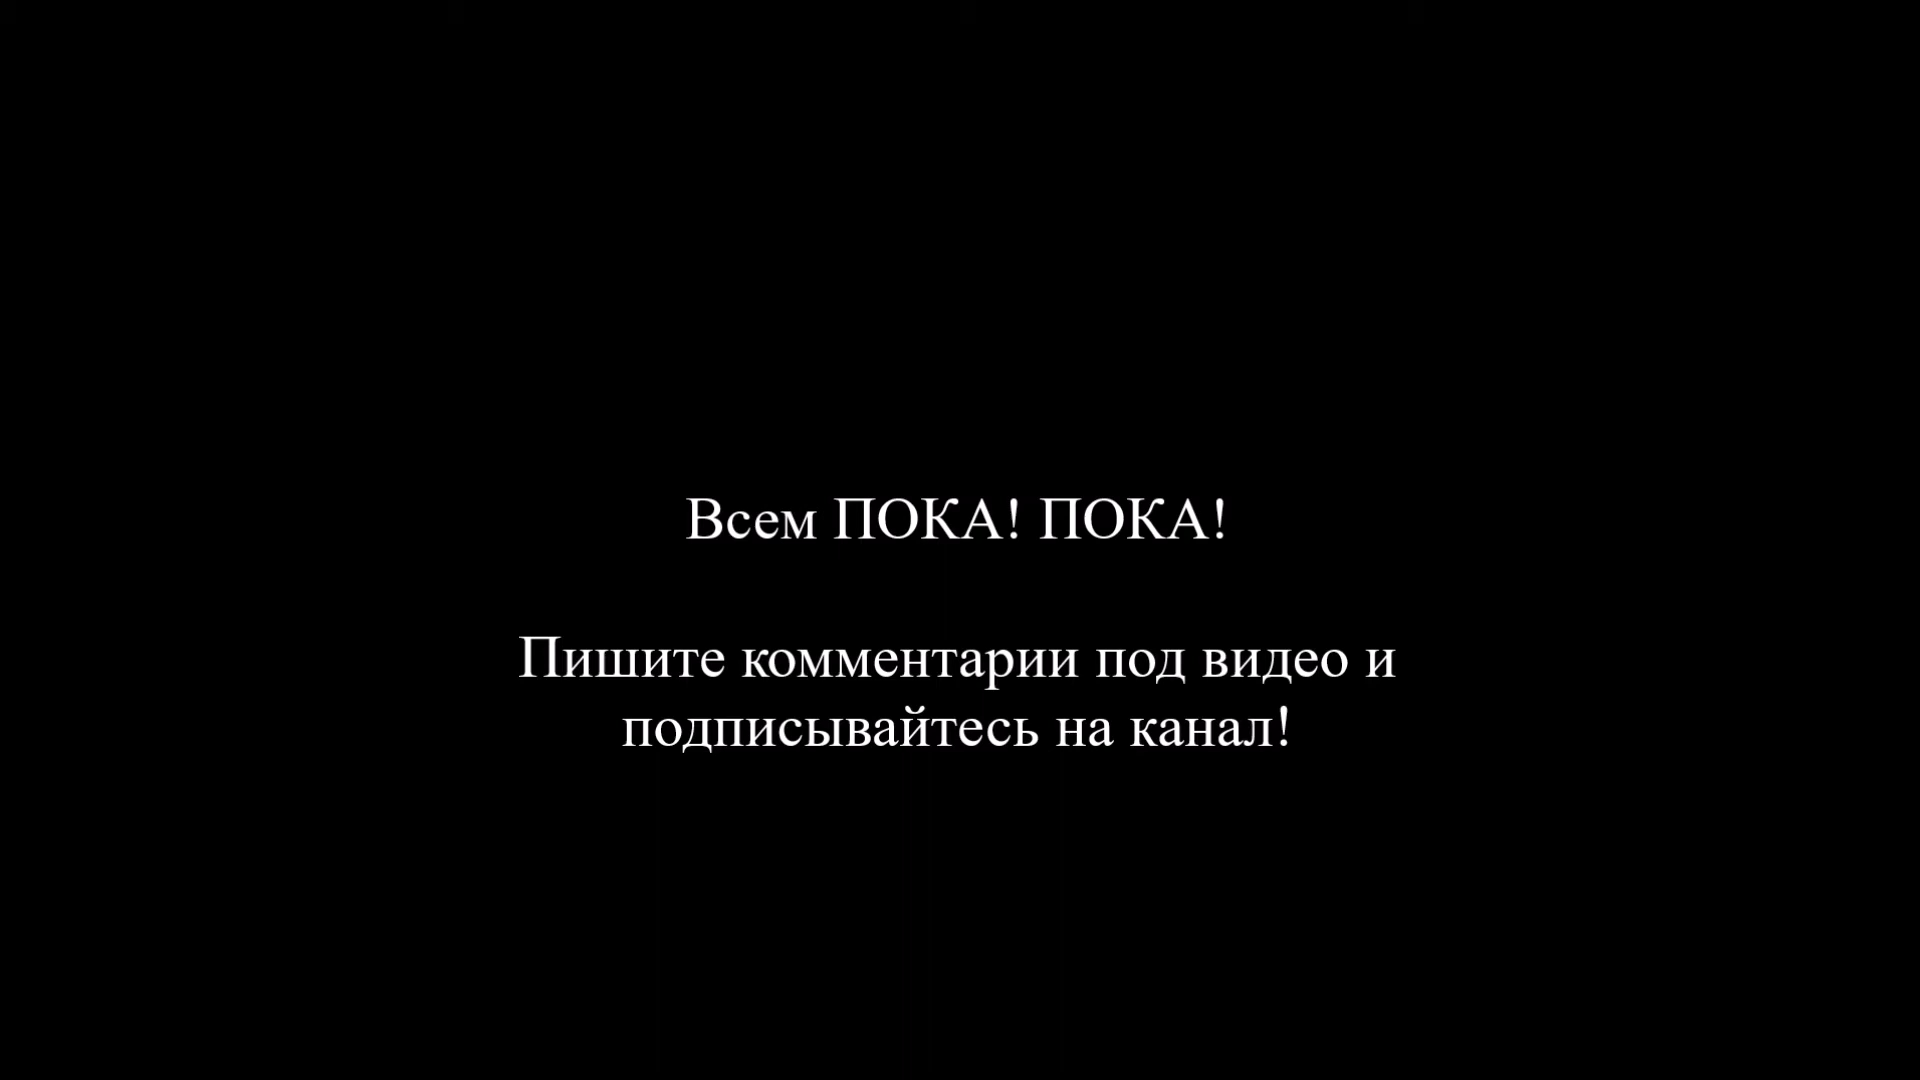 Всем ПОКА! ПОКА!
Пишите комментарии под видео и
подписывайтесь на канал!